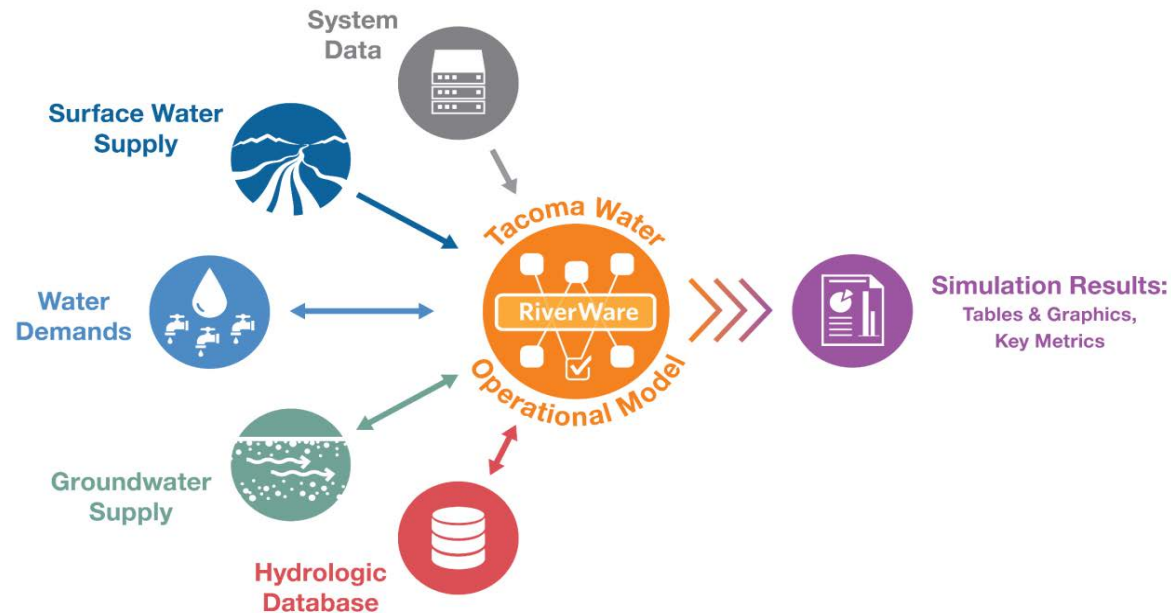 System
Data
Surface Water
Supply
Water
Demands
Groundwater
Supply
Hydrologic
Database
Tacoma Water
RiverWare
Operational Model
Simulation Results:
Tables & Graphics,
Key Metrics